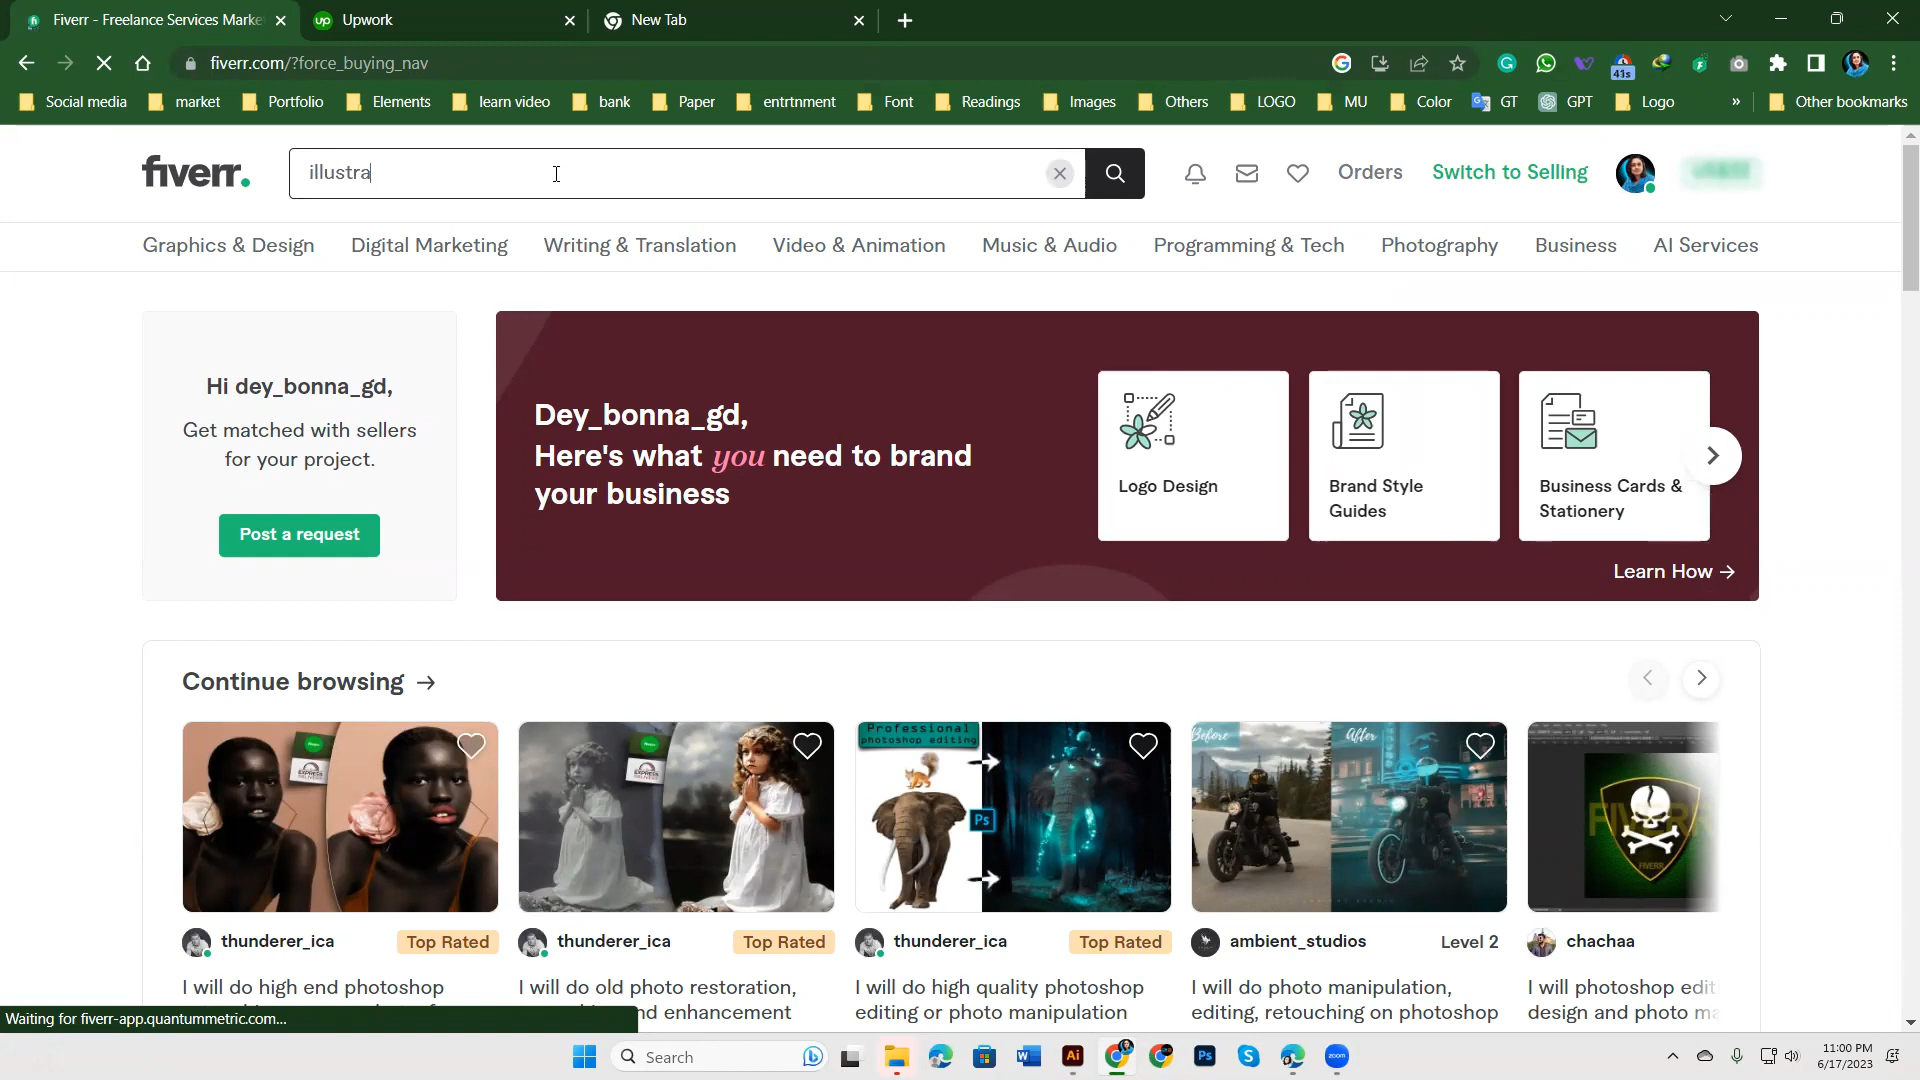 Fiverr - Freelance Services Marke
Upwork
New Tab
fiverr.com/?force_buying_nav
41s
Social media
market
Portfolio
Elements
learn video
bank
Paper
entrtnment
Font
Readings
Images
Others
LOGO
MU
Color
GT
GPT
Logo
»
Other bookmarks
fiverr.
illustra
Orders
Switch to Selling
Graphics & Design
Digital Marketing
Writing & Translation
Video & Animation
Music & Audio
Programming & Tech
Photography
Business
AI Services
Hi dey_bonna_gd,
Get matched with sellers
for your project.
Post a request
Dey_bonna_gd,
Here's what you need to brand
your business
Logo Design
Brand Style
Guides
Business Cards &
Stationery
Learn How →
Continue browsing →
Professional
photoshop editing
Ps
Before
After
FIVERR
thunderer_ica
Top Rated
thunderer_ica
Top Rated
thunderer_ica
Top Rated
ambient_studios
Level 2
chachaa
I will do high end photoshop
I will do old photo restoration,
nd enhancement
I will do high quality photoshop
editing or photo manipulation
I will do photo manipulation,
editing, retouching on photoshop
I will photoshop edit
design and photo ma
Waiting for fiverr-app.quantummetric.com...
Search
Ai
Ps
zoom
11:00 PM
6/17/2023